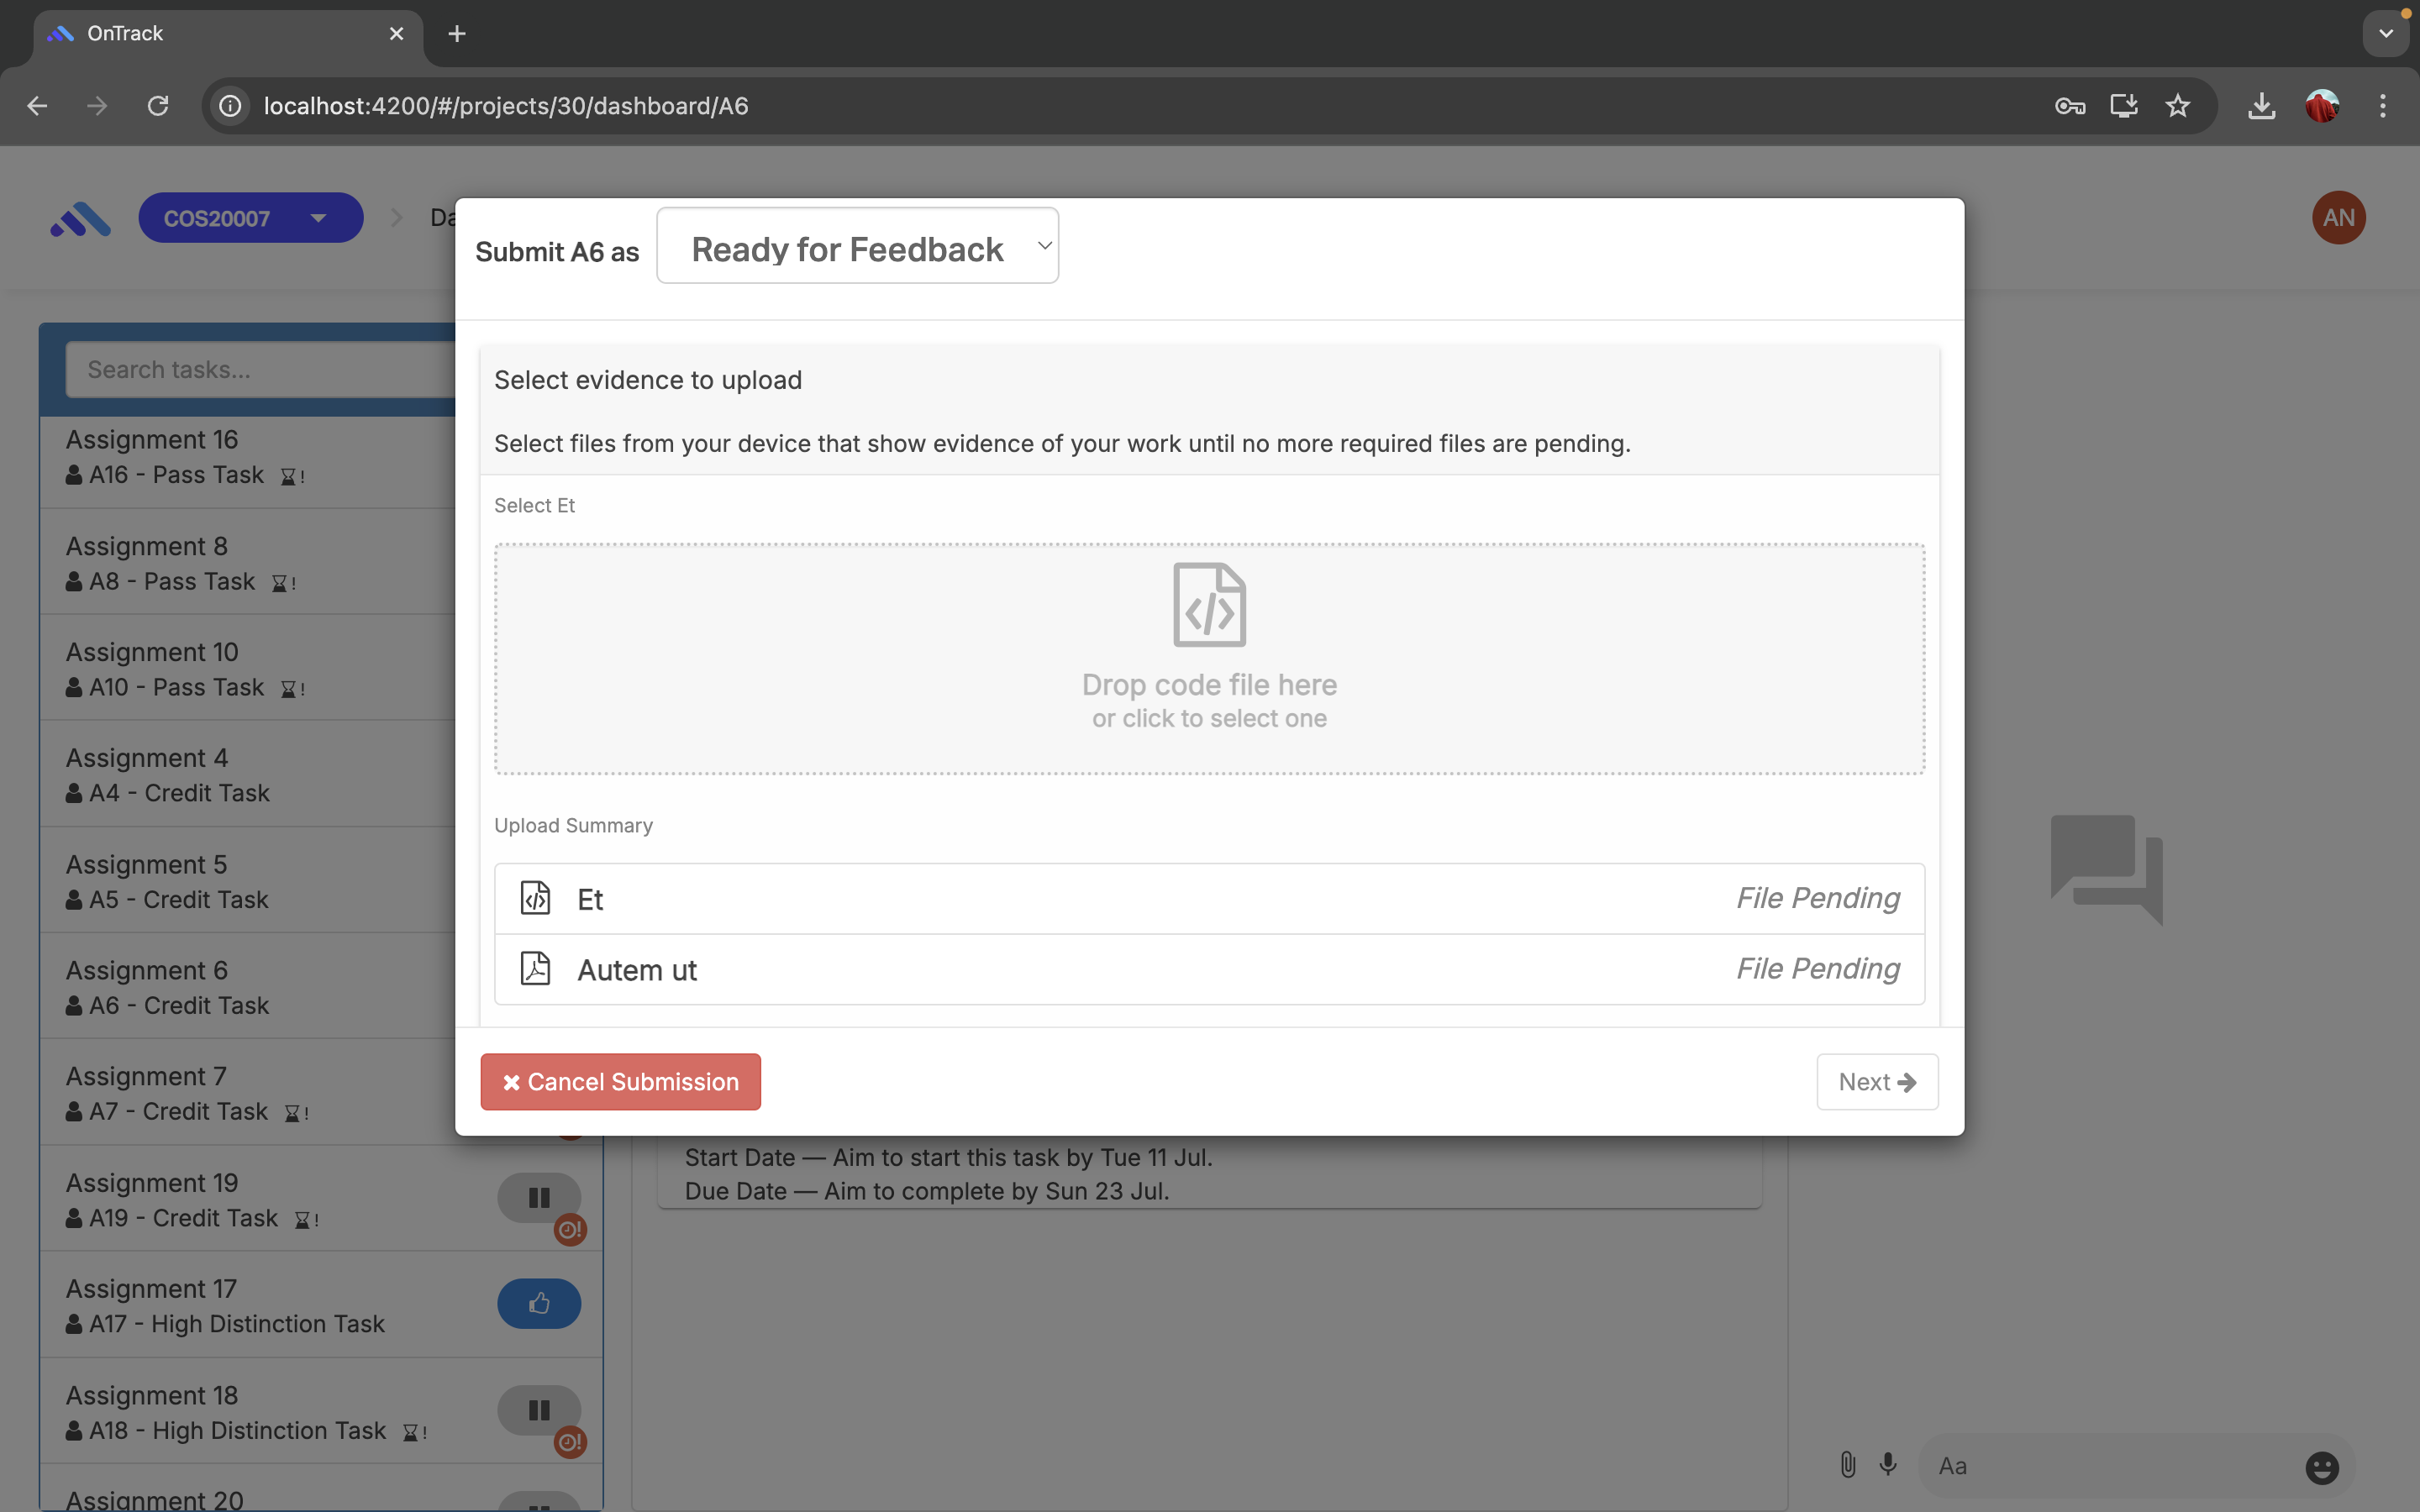 OnTrack
localhost:4200/#/projects/30/dashboard/A6
COS20007
Da
AN
Submit A6 as
Ready for Feedback
Search tasks...
Select evidence to upload
Select files from your device that show evidence of your work until no more required files are pending.
Select Et
Drop code file here
or click to select one
Upload Summary
Et
File Pending
Autem ut
File Pending
Cancel Submission
Next
Assignment 16
A16 - Pass Task
Assignment 8
A8 - Pass Task
Assignment 10
A10 - Pass Task
Assignment 4
A4 - Credit Task
Assignment 5
A5 - Credit Task
Assignment 6
A6 - Credit Task
Assignment 7
A7 - Credit Task
Assignment 19
A19 - Credit Task
Assignment 17
A17 - High Distinction Task
Assignment 18
A18 - High Distinction Task
Assignment 20
Start Date — Aim to start this task by Tue 11 Jul.
Due Date — Aim to complete by Sun 23 Jul.
Aa